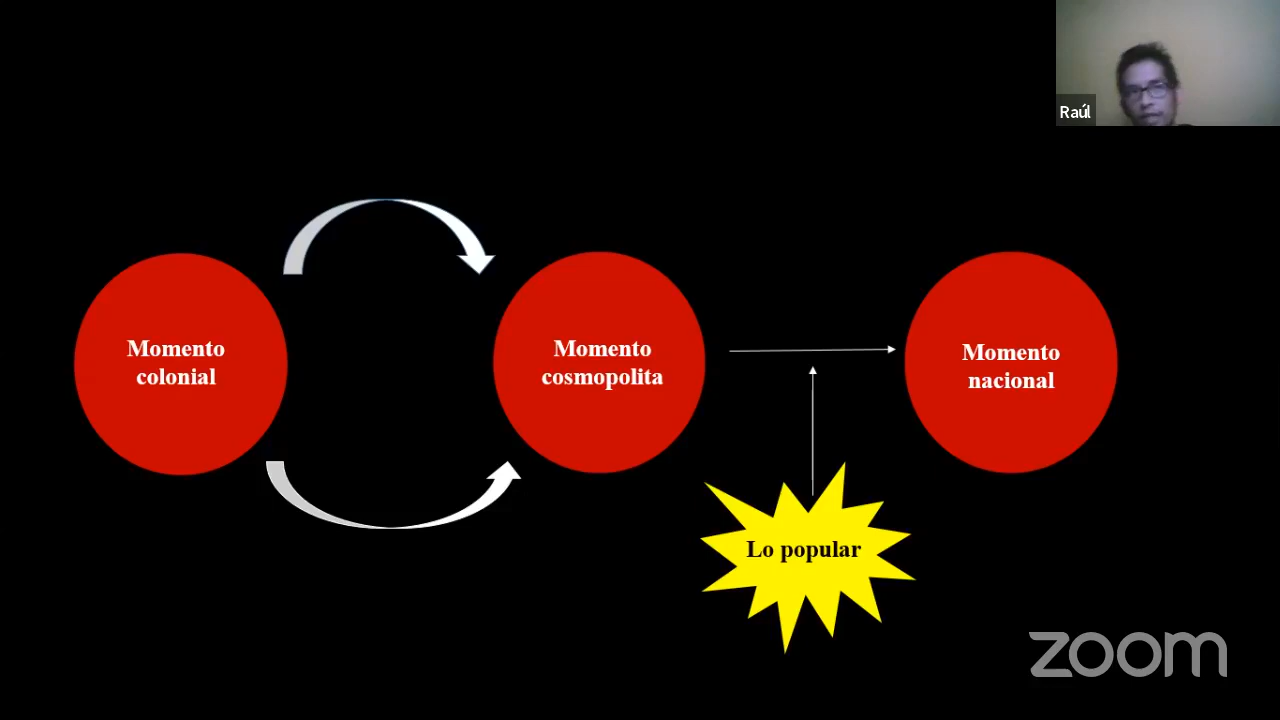 Raúl
Momento
colonial
Momento
cosmopolita
Momento
nacional
Lo popular
zoom